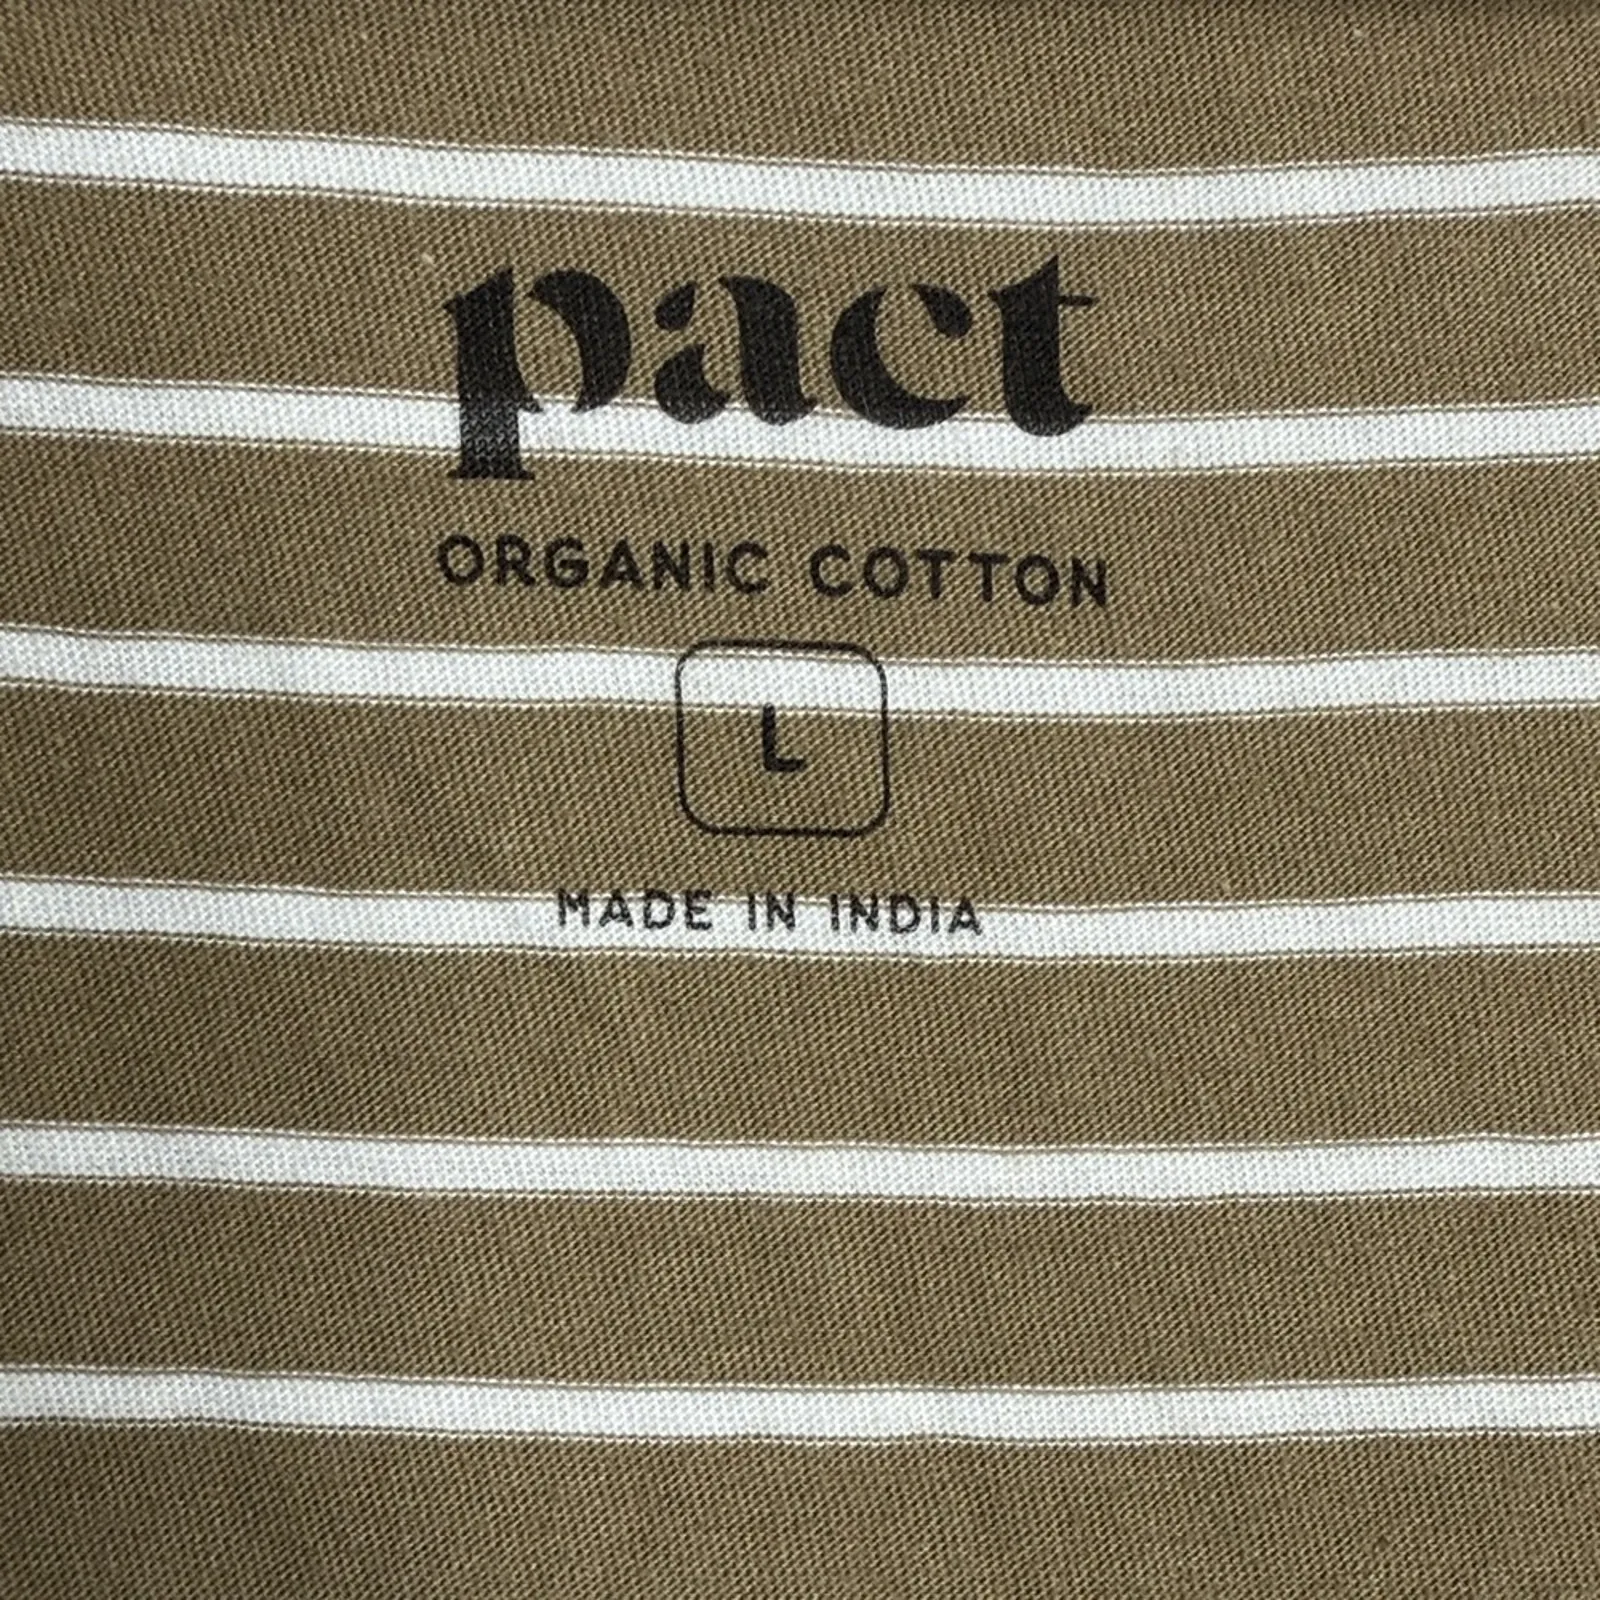 pact
ORGANIC COTTON
L
MADE IN INDIA